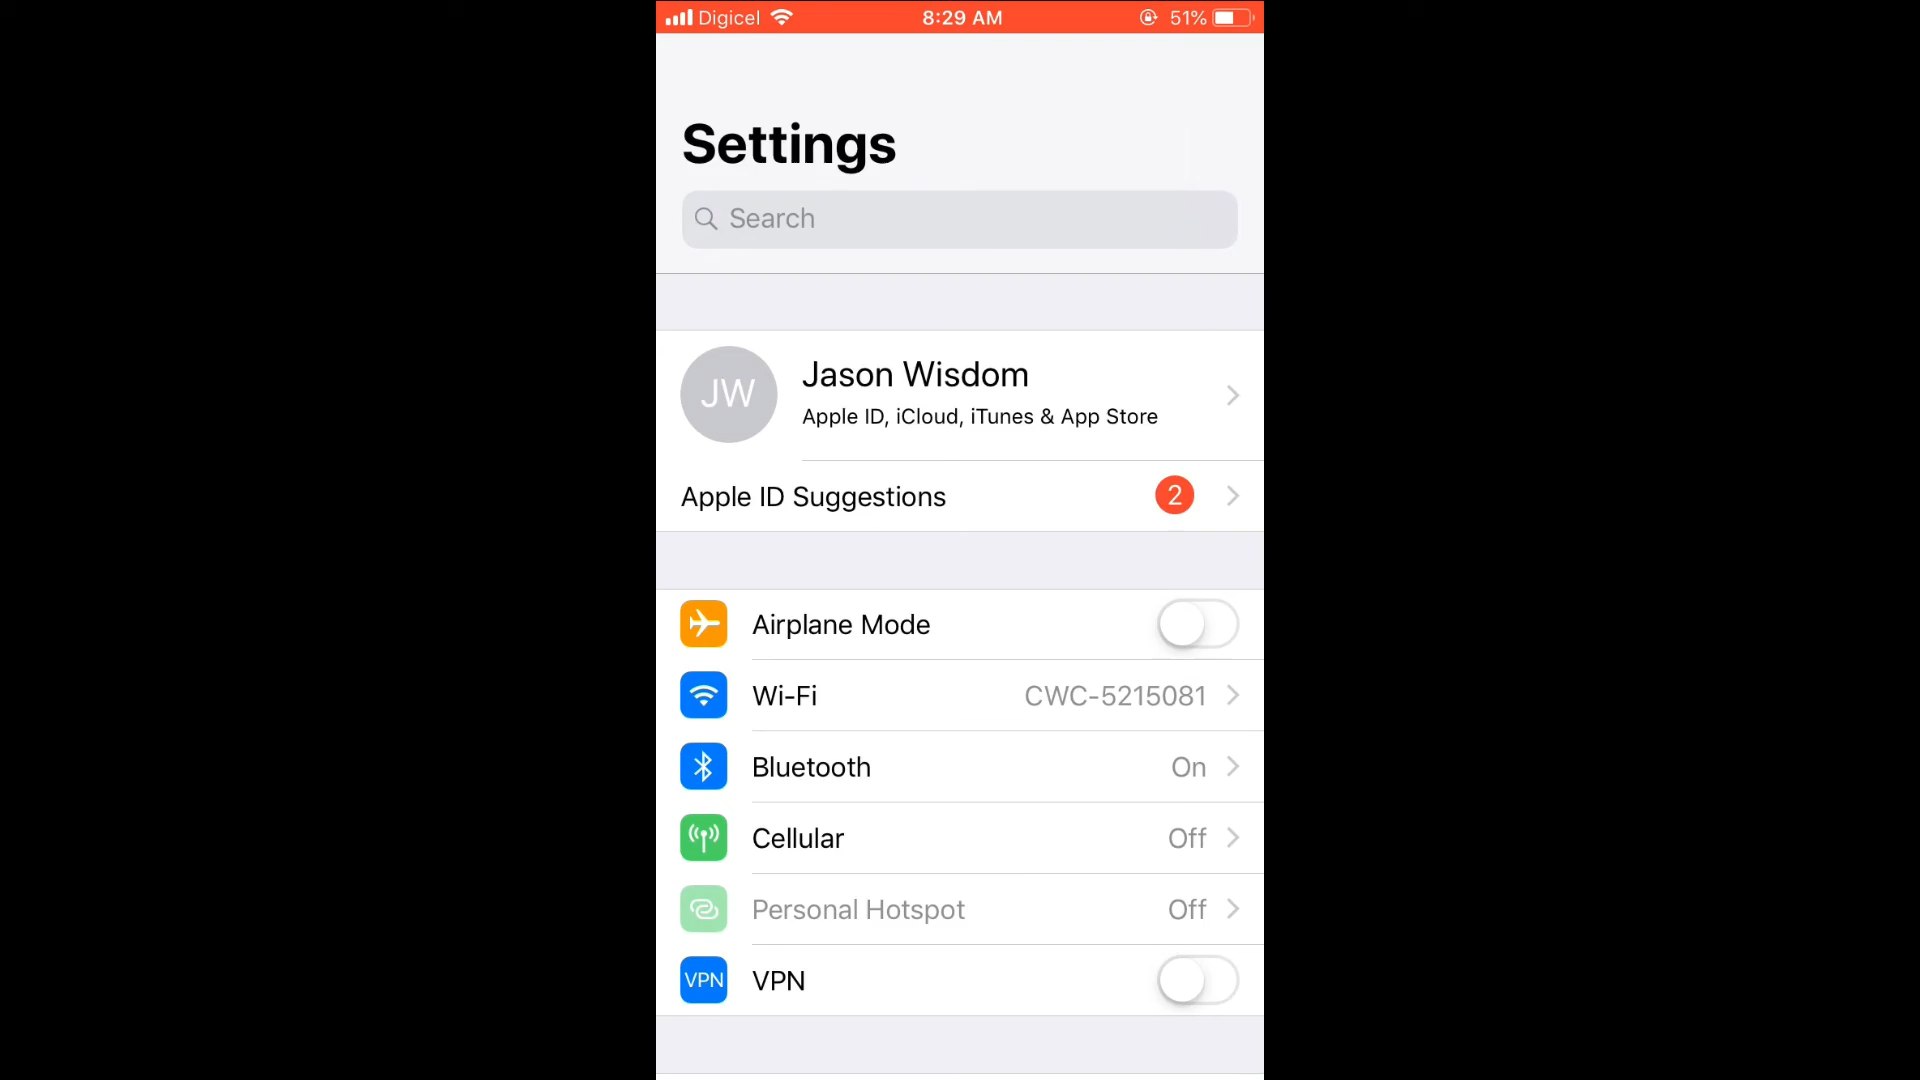 Digicel 8:29 AM 51%
Settings
Search
JW
Jason Wisdom
Apple ID, iCloud, iTunes & App Store
Apple ID Suggestions 2
Airplane Mode
Wi-Fi CWC-5215081
Bluetooth On
Cellular Off
Personal Hotspot Off
VPN VPN